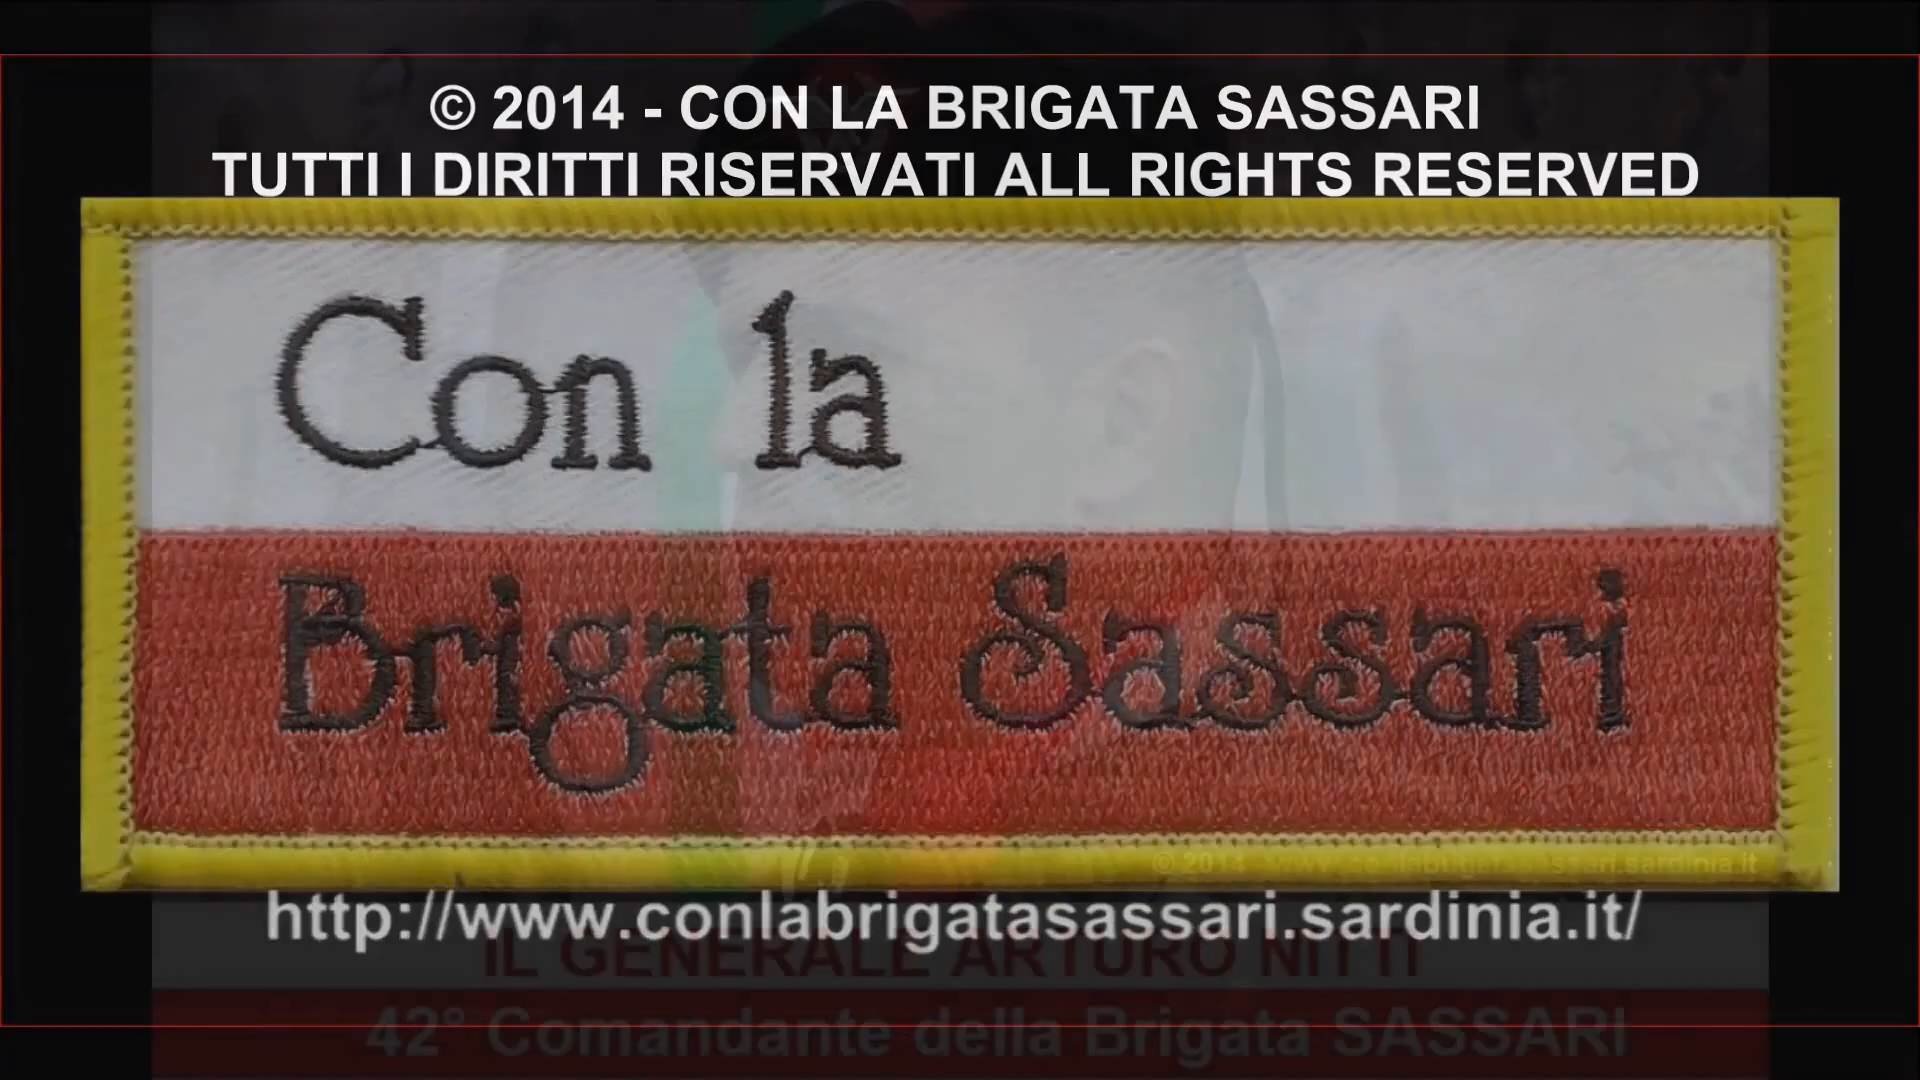 © 2014 - CON LA BRIGATA SASSARI
TUTTI I DIRITTI RISERVATI ALL RIGHTS RESERVED
Con la
Brigata Sassari
© 2014
http://www.conlabrigatasassari.sardinia.it/
IL GENERALE ARTURO NITTI
42° Comandante della Brigata SASSARI